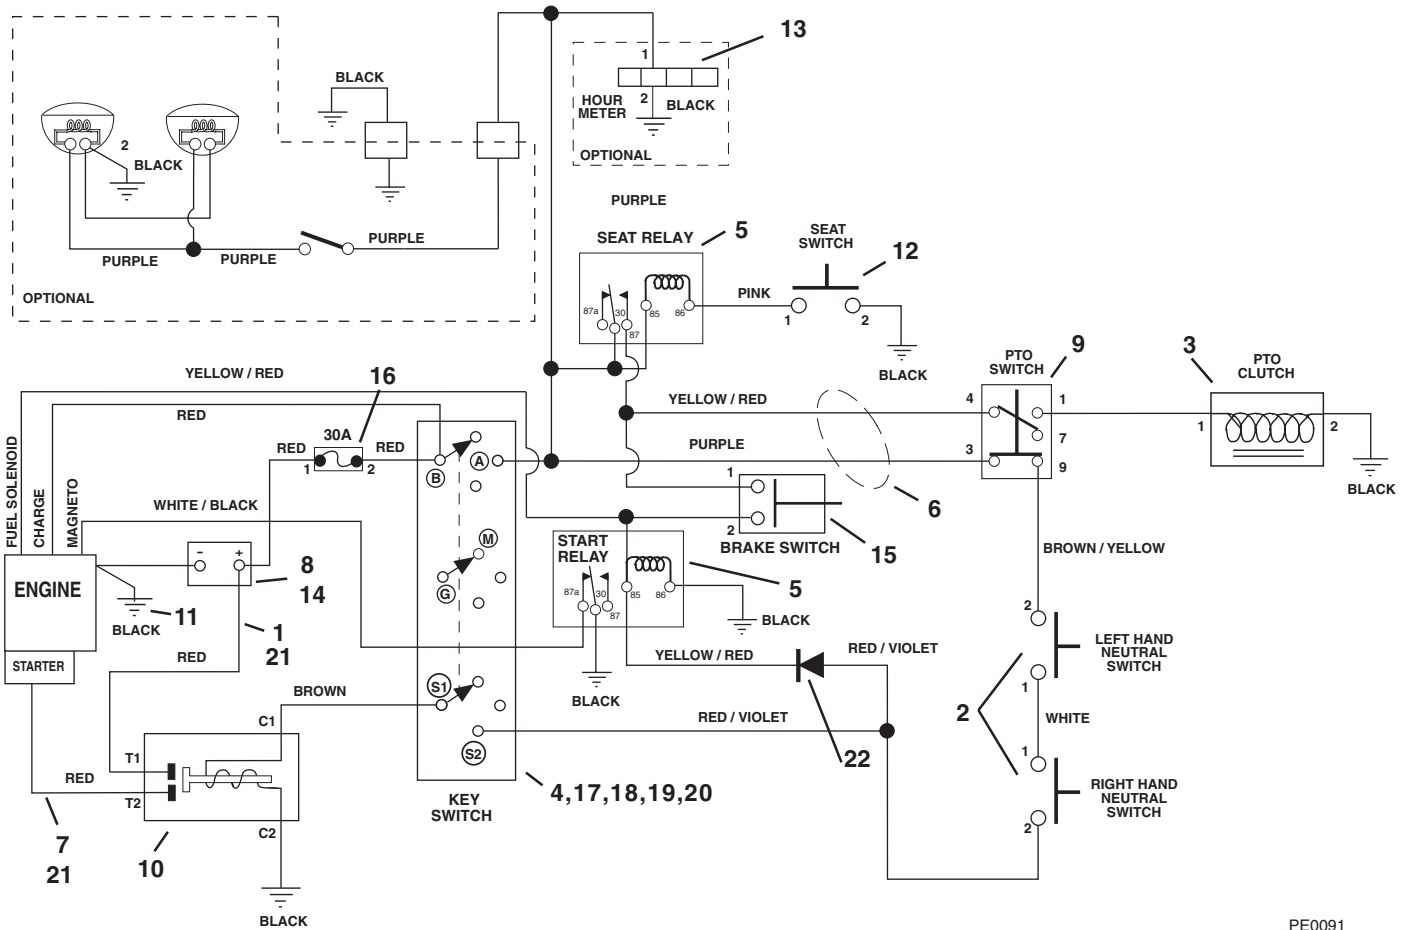 13
BLACK
1
HOUR
METER
2
BLACK
OPTIONAL
2
BLACK
PURPLE
PURPLE
PURPLE
OPTIONAL
PURPLE
SEAT RELAY
5
SEAT
SWITCH
12
87a
30
87
85
86
PINK
1
2
BLACK
PTO
SWITCH
9
3
PTO
CLUTCH
YELLOW / RED
16
RED
YELLOW / RED
4
1
7
1
2
PURPLE
3
9
BLACK
FUEL SOLENOID
CHARGE
MAGNETO
30A
RED
1
2
RED
B
A
WHITE / BLACK
6
1
2
BRAKE SWITCH
15
BROWN / YELLOW
START
RELAY
M
G
87a
30
87
85
86
5
BLACK
ENGINE
-
+
8
14
11
BLACK
1
21
STARTER
RED
YELLOW / RED
RED / VIOLET
BLACK
2
LEFT HAND
NEUTRAL
SWITCH
1
2
WHITE
BROWN
S1
C1
RED / VIOLET
S2
22
T1
RED
T2
1
RIGHT HAND
NEUTRAL
SWITCH
2
4,17,18,19,20
KEY
SWITCH
7
21
10
C2
BLACK
PE0091